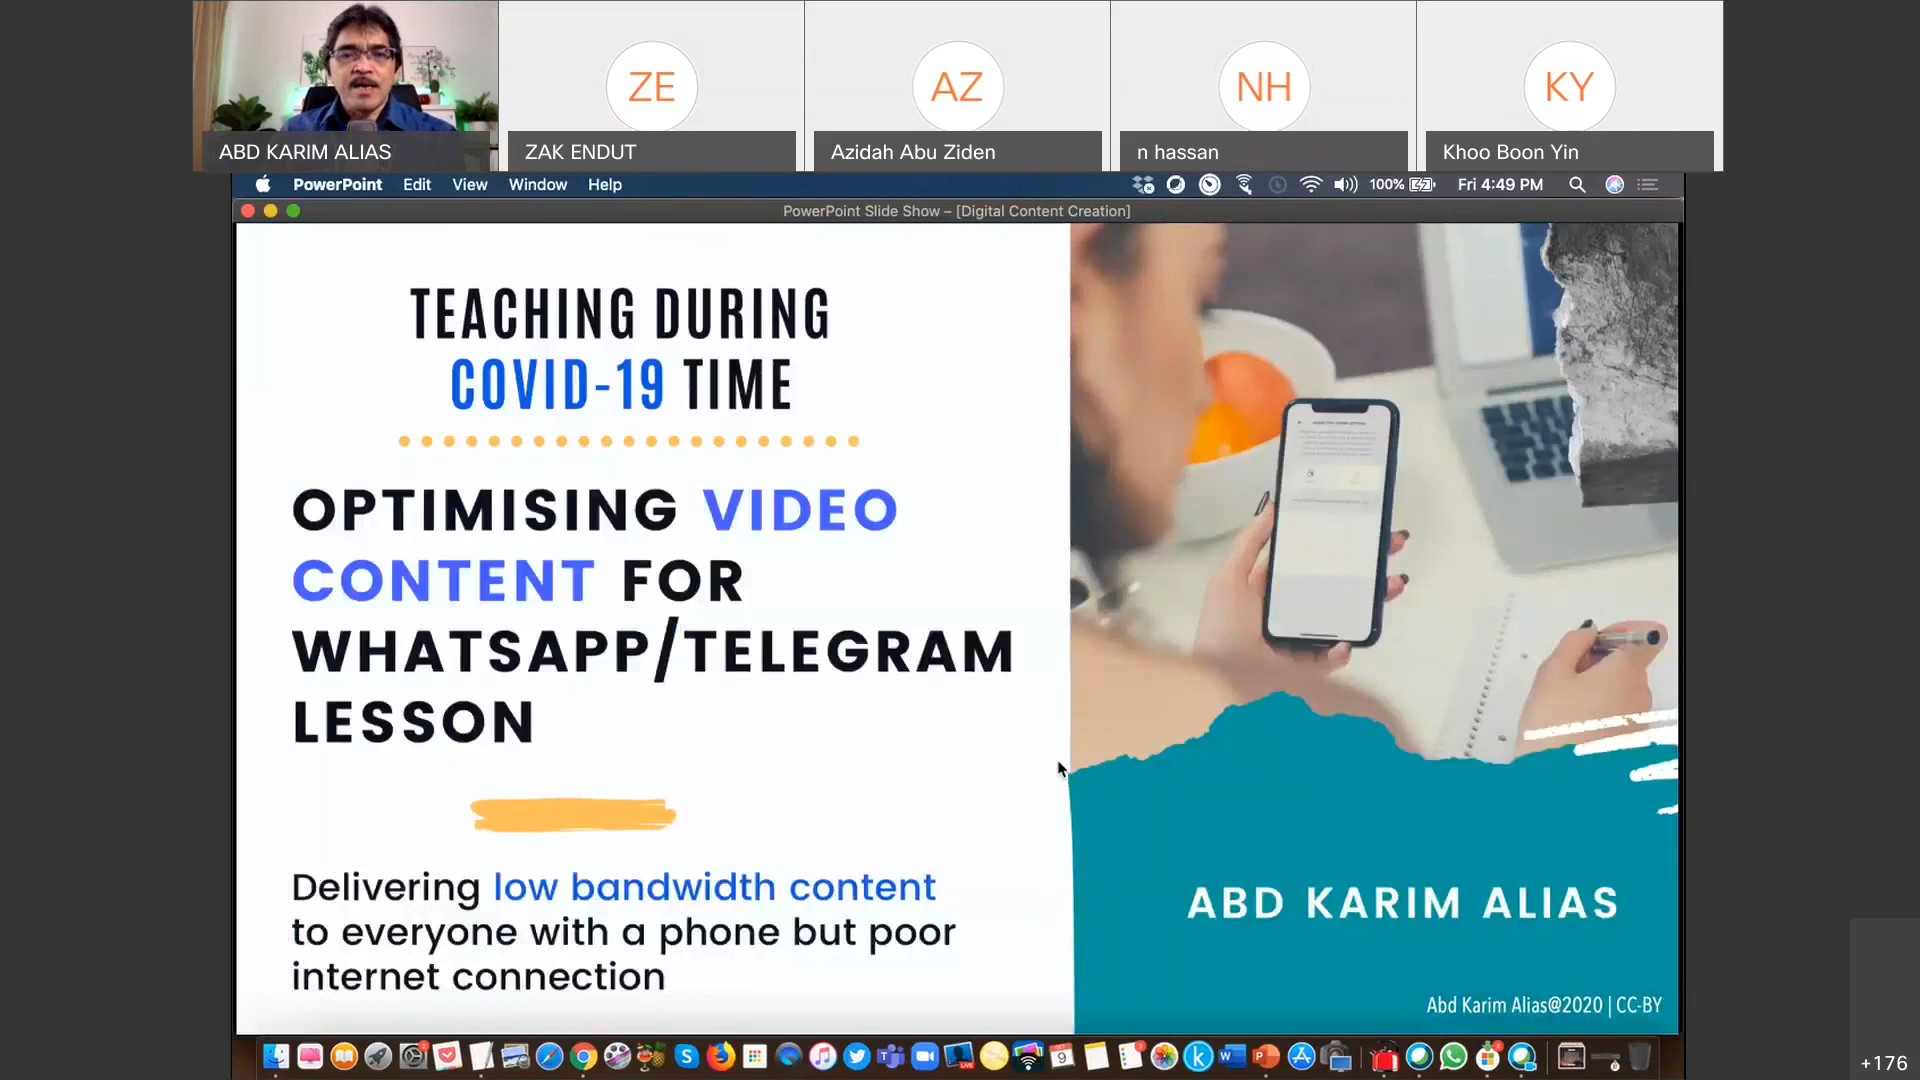 ZE
AZ
NH
KY
ABD KARIM ALIAS
ZAK ENDUT
Azidah Abu Ziden
n hassan
Khoo Boon Yin
PowerPoint Edit View Window Help
100%
Fri 4:49 PM
PowerPoint Slide Show – [Digital Content Creation]
TEACHING DURING
COVID-19 TIME
OPTIMISING VIDEO
CONTENT FOR
WHATSAPP/TELEGRAM
LESSON
Delivering low bandwidth content
to everyone with a phone but poor
internet connection
ABD KARIM ALIAS
Abd Karim Alias@2020 | CC-BY
+176